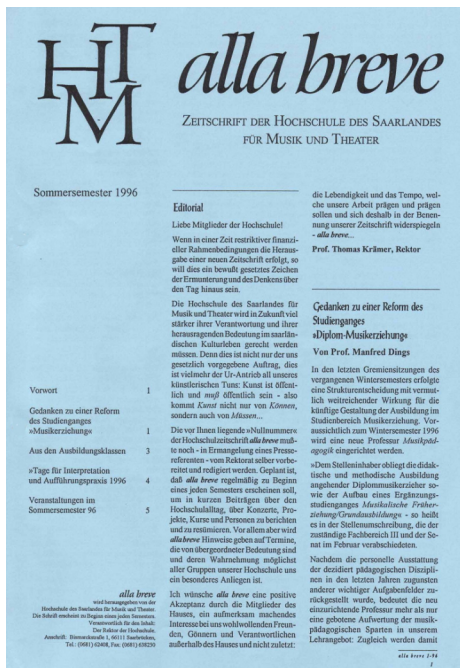 HTM
alla breve
ZEITSCHRIFT DER HOCHSCHULE DES SAARLANDES
FÜR MUSIK UND THEATER
Sommersemester 1996
Vorwort 1
Gedanken zu einer Reform
des Studienganges
»Musikerziehung« 1
Aus den Ausbildungsklassen 3
»Tage für Interpretation
und Aufführungspraxis 1996 4
Veranstaltungen im
Sommersemester 96 5
alla breve
wird herausgegeben von der
Hochschule des Saarlandes für Musik und Theater.
Die Schrift erscheint zu Beginn eines jeden Semesters.
Verantwortlich für den Inhalt:
Der Rektor der Hochschule.
Anschrift: Bismarckstraße 1, 66111 Saarbrücken,
Tel.: (0681) 62408, Fax: (0681) 638230
Editorial
Liebe Mitglieder der Hochschule!
Wenn in einer Zeit restriktiver finanzi-
eller Rahmenbedingungen die Heraus-
gabe einer neuen Zeitschrift erfolgt, so
will dies ein bewußt gesetztes Zeichen
der Ermunterung und des Denkens über
den Tag hinaus sein.
Die Hochschule des Saarlandes für
Musik und Theater wird in Zukunft viel
stärker ihrer Verantwortung und ihrer
herausragenden Bedeutung im saarlän-
dischen Kulturleben gerecht werden
müssen. Denn dies ist nicht nur der uns
gesetzlich vorgegebene Auftrag, dies
ist vielmehr der Ur-Antrieb all unseres
künstlerischen Tuns: Kunst ist öffent-
lich und muß öffentlich sein - also
kommt Kunst nicht nur von Können,
sondern auch von Müssen...
Die vor Ihnen liegende »Nullnummer«
der Hochschulzeitschrift alla breve muß-
te noch - in Ermangelung eines Presse-
referenten - vom Rektorat selber vorbe-
reitet und redigiert werden. Geplant ist,
daß alla breve regelmäßig zu Beginn
eines jeden Semesters erscheinen soll,
um in kurzen Beiträgen über den
Hochschulalltag, über Konzerte, Pro-
jekte, Kurse und Personen zu berichten
und zu resümieren. Vor allem aber wird
alla breve Hinweise geben auf Termine,
die von übergeordneter Bedeutung sind
und deren Wahrnehmung möglichst
aller Gruppen unserer Hochschule uns
ein besonderes Anliegen ist.
Ich wünsche alla breve eine positive
Akzeptanz durch die Mitglieder des
Hauses, ein aufmerksam machendes
Interesse bei uns wohlwollenden Freun-
den, Gönnern und Verantwortlichen
außerhalb des Hauses und nicht zuletzt:
die Lebendigkeit und das Tempo, wel-
che unsere Arbeit prägen und prägen
sollen und sich deshalb in der Benen-
nung unserer Zeitschrift widerspiegeln
- alla breve...
Prof. Thomas Krämer, Rektor
Gedanken zu einer Reform des
Studienganges
»Diplom-Musikerziehung«
Von Prof. Manfred Dings
In den letzten Gremiensitzungen des
vergangenen Wintersemesters erfolgte
eine Strukturentscheidung mit vermut-
lich weitreichender Wirkung für die
künftige Gestaltung der Ausbildung im
Studienbereich Musikerziehung. Vor-
aussichtlich zum Wintersemester 1996
wird eine neue Professur Musikpäd-
agogik eingerichtet werden.
»Dem Stelleninhaber obliegt die didak-
tische und methodische Ausbildung
angehender Diplommusikerzieher so-
wie der Aufbau eines Ergänzungs-
studienganges Musikalische Früher-
ziehung/Grundausbildung« - so heißt
es in der Stellenumschreibung, die der
zuständige Fachbereich III und der Se-
nat im Februar verabschiedeten.
Nachdem die personelle Ausstattung
der dezidiert pädagogischen Diszipli-
nen in den letzten Jahren zugunsten
anderer wichtiger Aufgabenfelder zu-
rückgestellt wurde, bedeutet die neu
einzurichtende Professur mehr als nur
eine gebotene Aufwertung der musik-
pädagogischen Sparten in unserem
Lehrangebot: Zugleich werden damit
alla breve 1-96
1